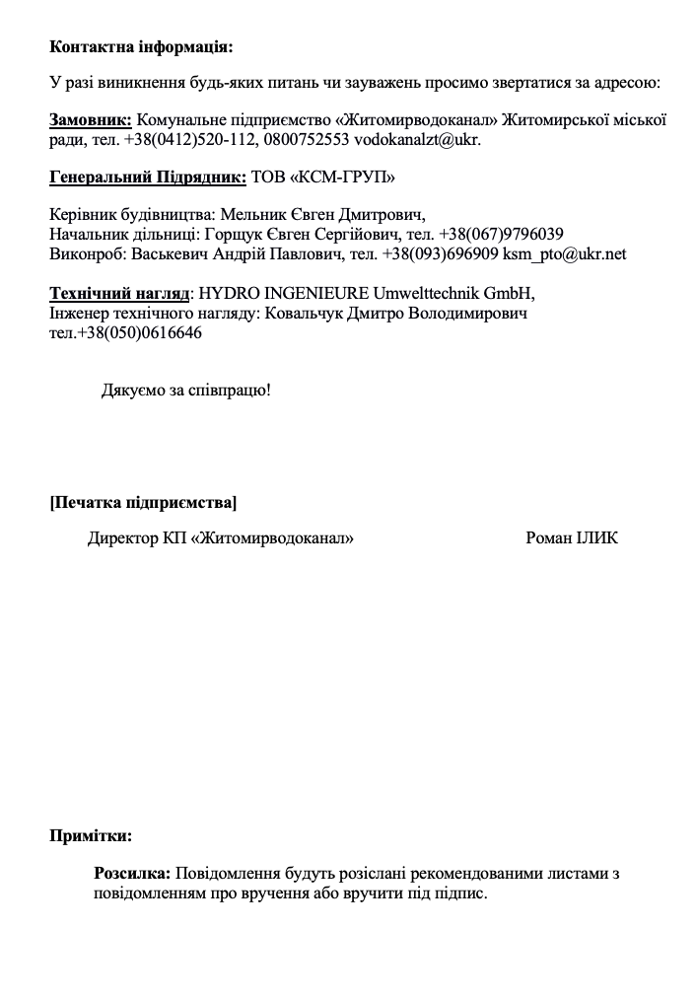 Контактна інформація:
У разі виникнення будь-яких питань чи зауважень просимо звертатися за адресою:
Замовник: Комунальне підприємство «Житомирводоканал» Житомирської міської
ради, тел. +38(0412)520-112, 0800752553 vodokanalzt@ukr.
Генеральний Підрядник: ТОВ «КСМ-ГРУП»
Керівник будівництва: Мельник Євген Дмитрович,
Начальник дільниці: Горщук Євген Сергійович, тел. +38(067)9796039
Виконроб: Васькевич Андрій Павлович, тел. +38(093)696909 ksm_pto@ukr.net
Технічний нагляд: HYDRO INGENIEURE Umwelttechnik GmbH,
Інженер технічного нагляду: Ковальчук Дмитро Володимирович
тел.+38(050)0616646
Дякуємо за співпрацю!
[Печатка підприємства]
Директор КП «Житомирводоканал» Роман ІЛИК
Примітки:
Розсилка: Повідомлення будуть розіслані рекомендованими листами з
повідомленням про вручення або вручити під підпис.